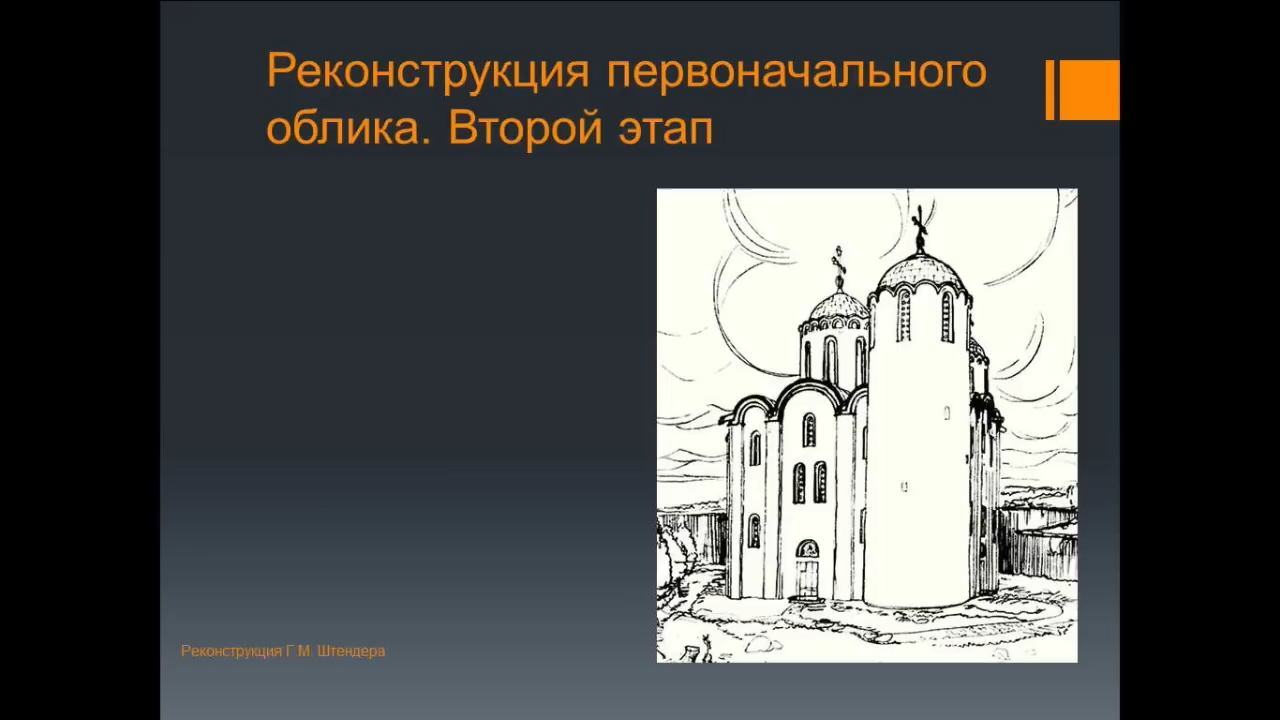 Реконструкция первоначального
облика. Второй этап
Реконструкция Г.М. Штендера